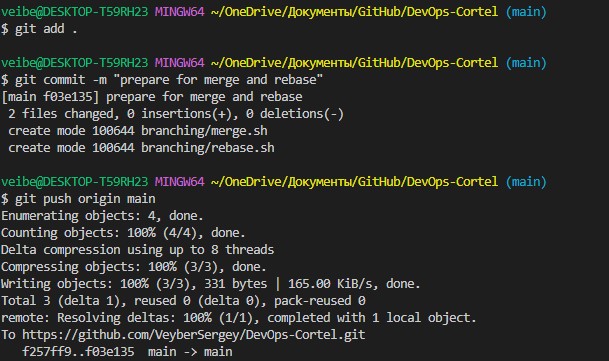 veibe@DESKTOP-T59RH23 MINGW64 ~/OneDrive/Документы/GitHub/DevOps-Cortel (main)
$ git add .
veibe@DESKTOP-T59RH23 MINGW64 ~/OneDrive/Документы/GitHub/DevOps-Cortel (main)
$ git commit -m "prepare for merge and rebase"
[main f03e135] prepare for merge and rebase
 2 files changed, 0 insertions(+), 0 deletions(-)
 create mode 100644 branching/merge.sh
 create mode 100644 branching/rebase.sh
veibe@DESKTOP-T59RH23 MINGW64 ~/OneDrive/Документы/GitHub/DevOps-Cortel (main)
$ git push origin main
Enumerating objects: 4, done.
Counting objects: 100% (4/4), done.
Delta compression using up to 8 threads
Compressing objects: 100% (3/3), done.
Writing objects: 100% (3/3), 331 bytes | 165.00 KiB/s, done.
Total 3 (delta 1), reused 0 (delta 0), pack-reused 0
remote: Resolving deltas: 100% (1/1), completed with 1 local object.
To https://github.com/VeyberSergey/DevOps-Cortel.git
   f257ff9..f03e135  main -> main